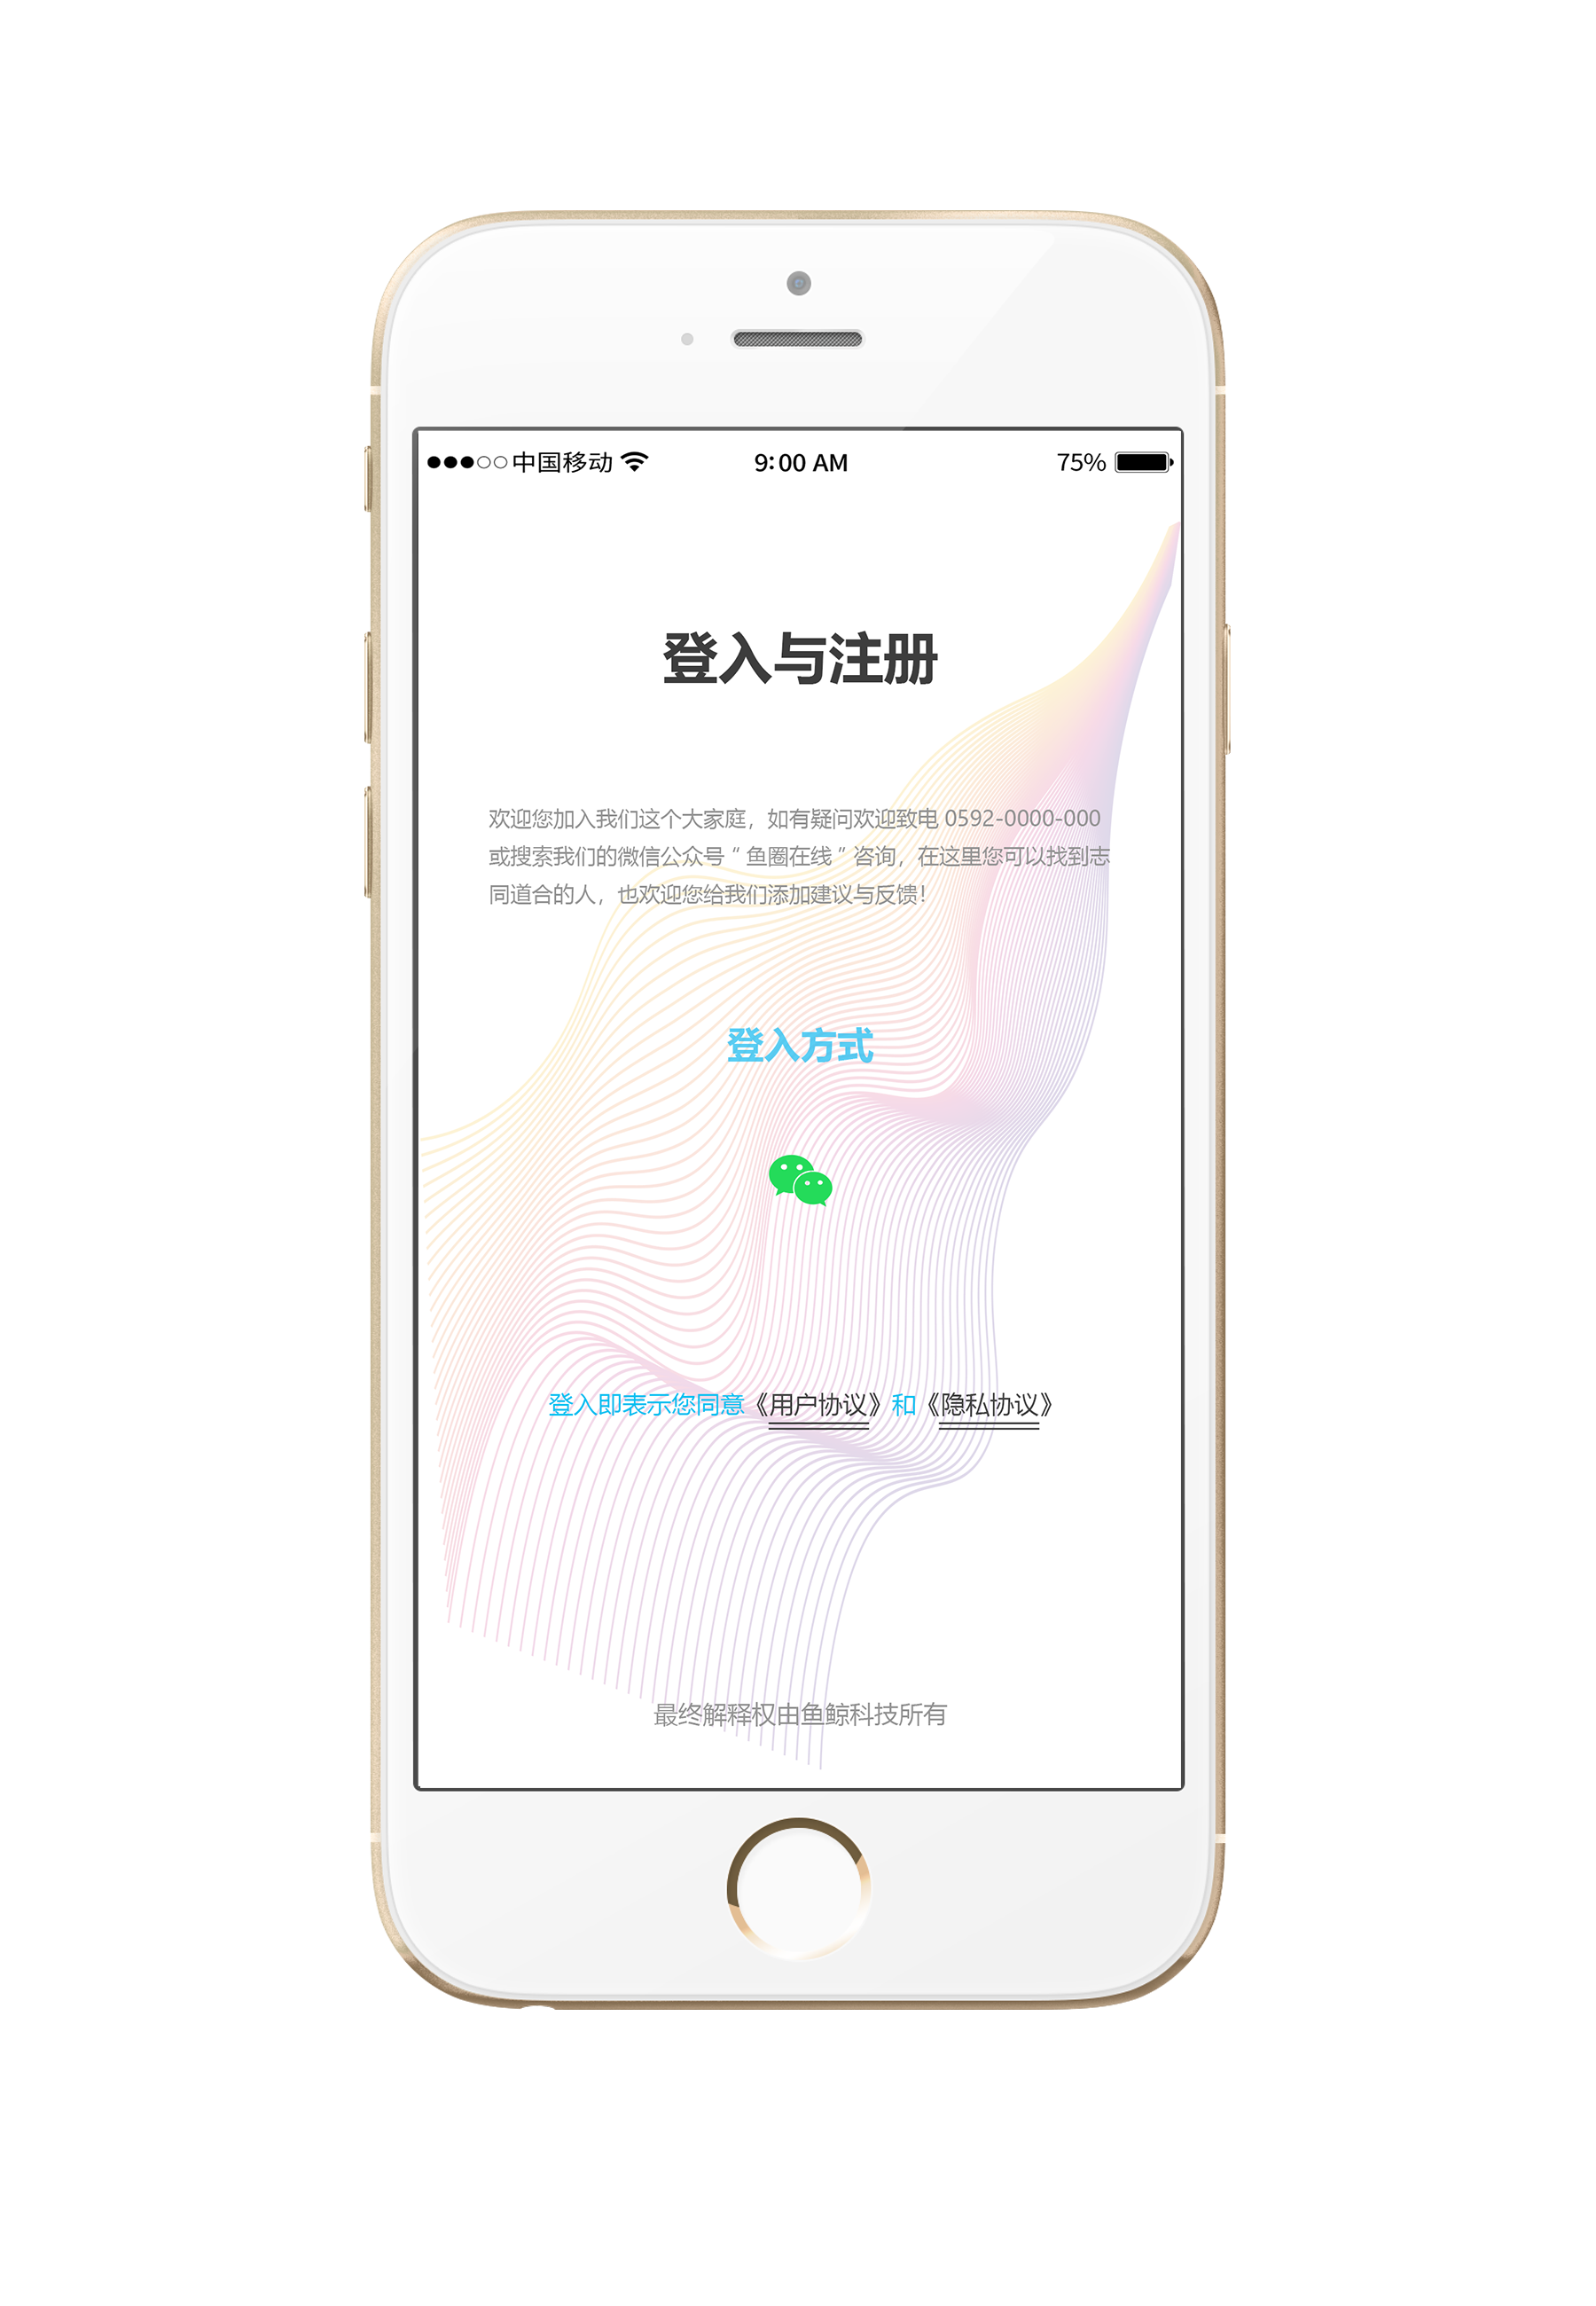 中国移动 9:00 AM 75%
登入与注册
欢迎您加入我们这个大家庭，如有疑问欢迎致电 0592-0000-000
或搜索我们的微信公众号“ 鱼圈在线 ”咨询，在这里您可以找到志
同道合的人，也欢迎您给我们添加建议与反馈！
登入方式
登入即表示您同意《用户协议》和《隐私协议》
最终解释权由鱼鲸科技所有